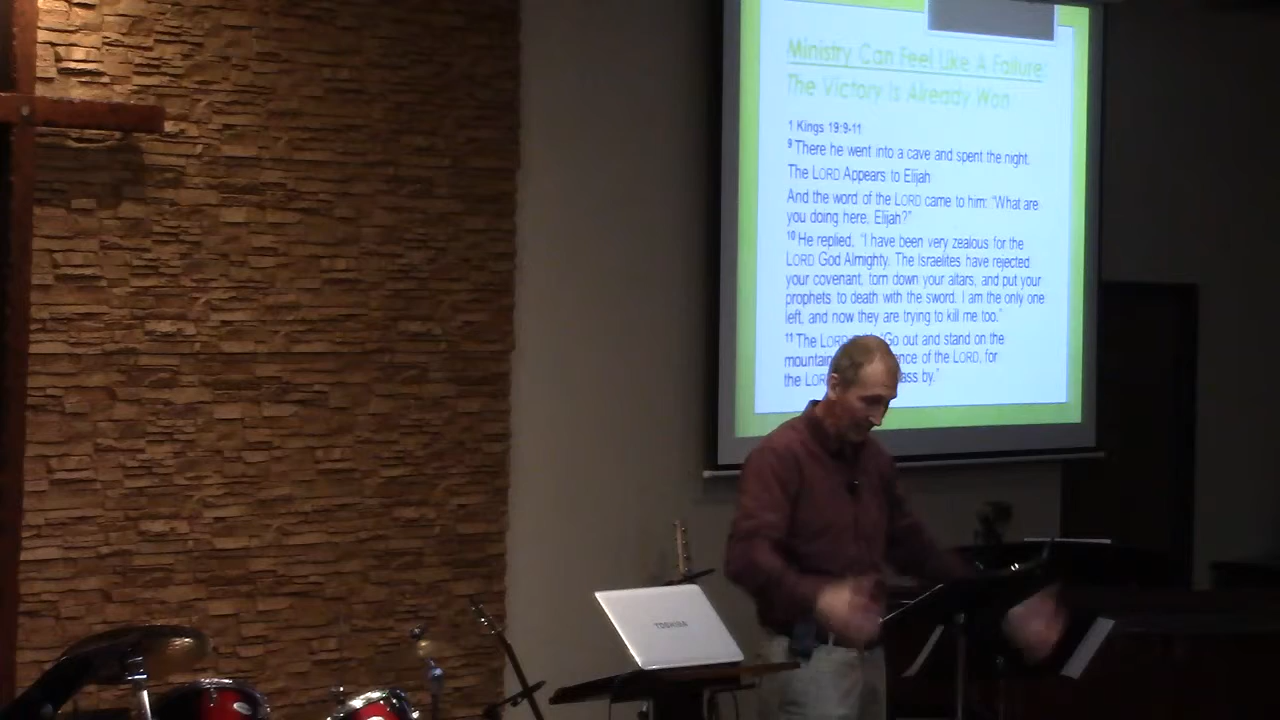 Ministry Can Feel Like A Failure
The Victory Is Already Won
1 Kings 19:9-11
9 There he went into a cave and spent the night.
The LORD Appears to Elijah
And the word of the LORD came to him: "What are
you doing here, Elijah?"
10 He replied, "I have been very zealous for the
LORD God Almighty. The Israelites have rejected
your covenant, torn down your altars, and put your
prophets to death with the sword. I am the only one
left, and now they are trying to kill me too."
11 The LORD "Go out and stand on the
mountain ence of the LORD, for
the LOR ass by."
TOSHIBA